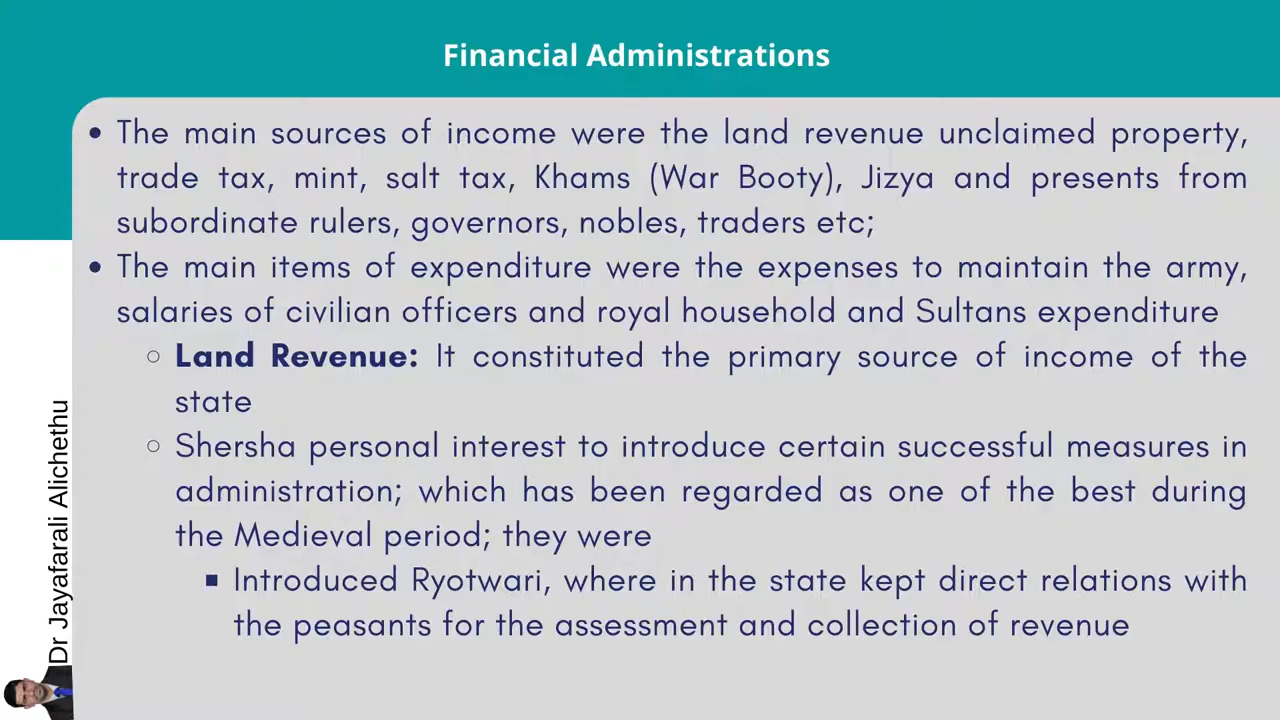 Financial Administrations
• The main sources of income were the land revenue unclaimed property,
trade tax, mint, salt tax, Khams (War Booty), Jizya and presents from
subordinate rulers, governors, nobles, traders etc;
• The main items of expenditure were the expenses to maintain the army,
salaries of civilian officers and royal household and Sultans expenditure
○ Land Revenue: It constituted the primary source of income of the
state
○ Shersha personal interest to introduce certain successful measures in
administration; which has been regarded as one of the best during
the Medieval period; they were
▪ Introduced Ryotwari, where in the state kept direct relations with
the peasants for the assessment and collection of revenue
Dr Jayafarali Alichethu